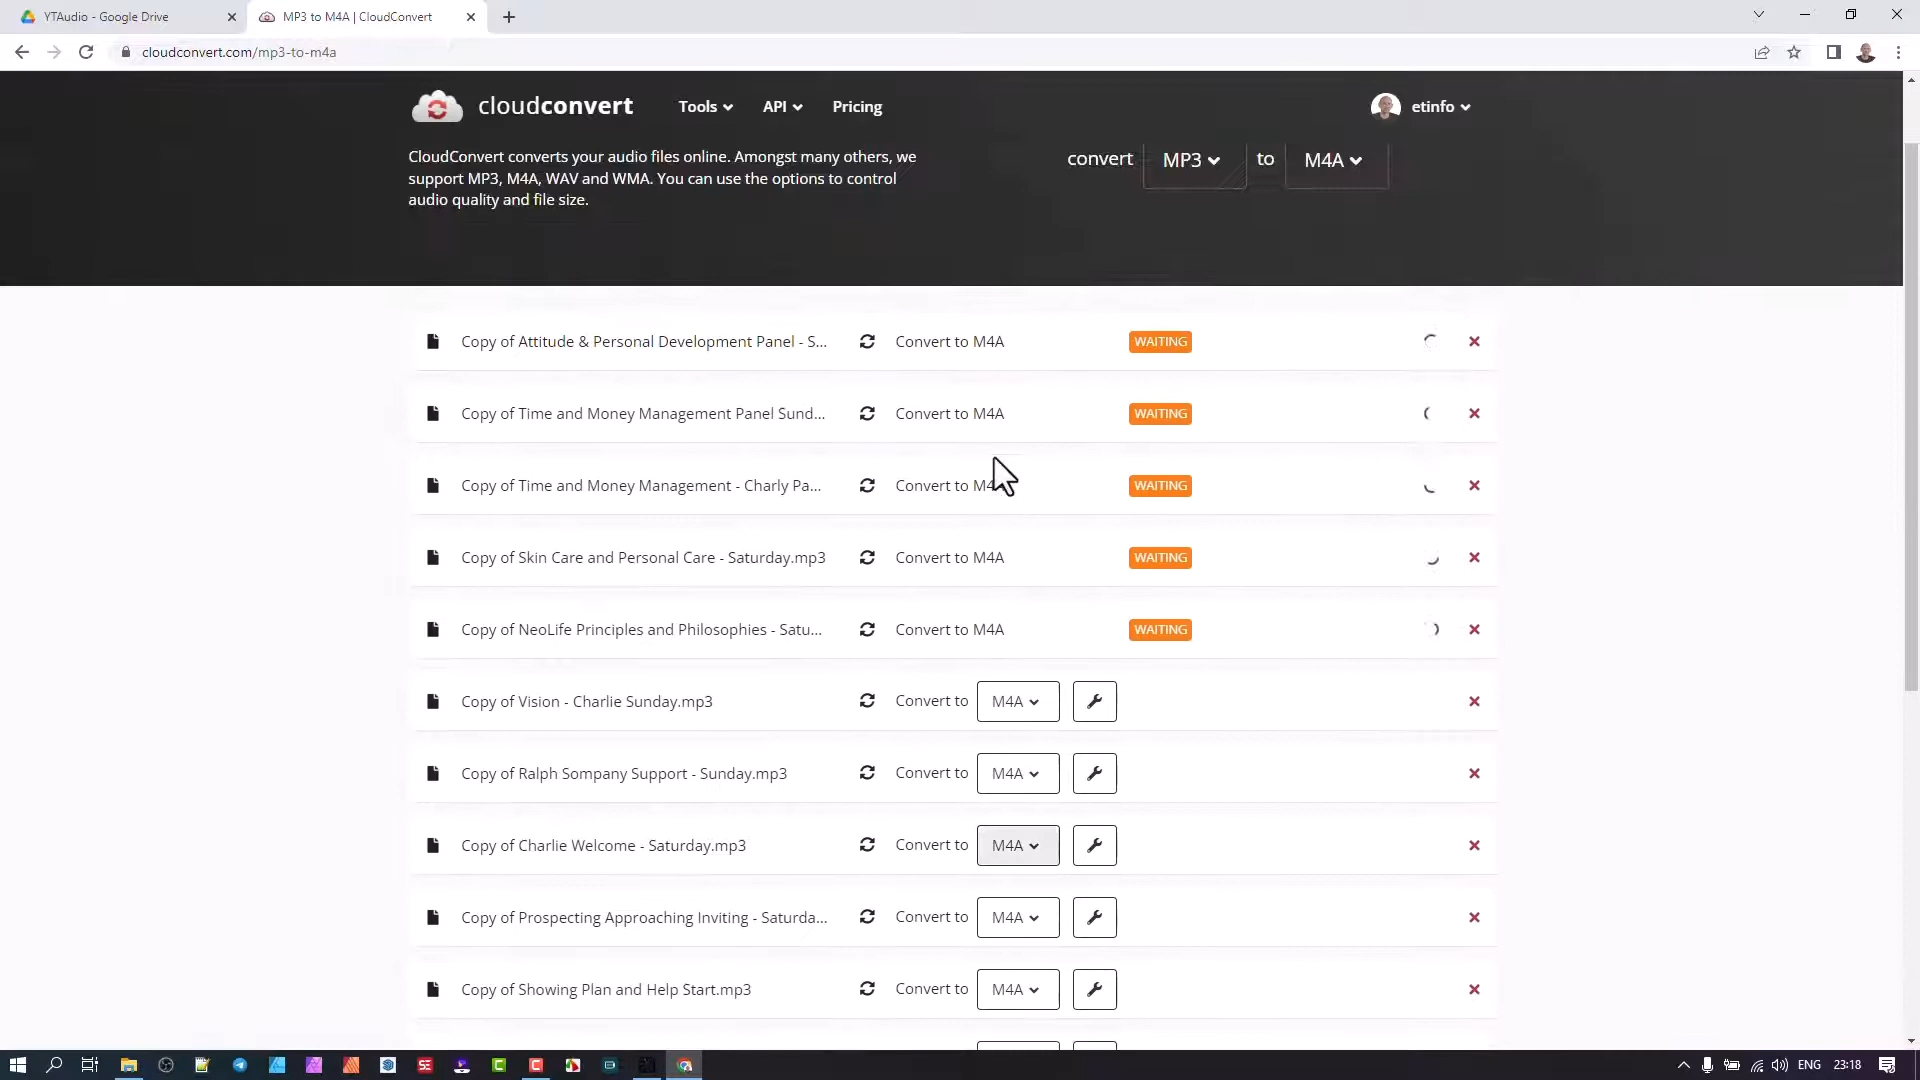 YTAudio - Google Drive
MP3 to M4A | CloudConvert
cloudconvert.com/mp3-to-m4a
cloudconvert
Tools
API
Pricing
etinfo
CloudConvert converts your audio files online. Amongst many others, we
support MP3, M4A, WAV and WMA. You can use the options to control
audio quality and file size.
convert MP3 to M4A
Copy of Attitude & Personal Development Panel - S... Convert to M4A WAITING
Copy of Time and Money Management Panel Sund... Convert to M4A WAITING
Copy of Time and Money Management - Charly Pa... Convert to M4A WAITING
Copy of Skin Care and Personal Care - Saturday.mp3 Convert to M4A WAITING
Copy of NeoLife Principles and Philosophies - Satu... Convert to M4A WAITING
Copy of Vision - Charlie Sunday.mp3 Convert to M4A
Copy of Ralph Sompany Support - Sunday.mp3 Convert to M4A
Copy of Charlie Welcome - Saturday.mp3 Convert to M4A
Copy of Prospecting Approaching Inviting - Saturda... Convert to M4A
Copy of Showing Plan and Help Start.mp3 Convert to M4A
SE
C
C
ENG
23:18